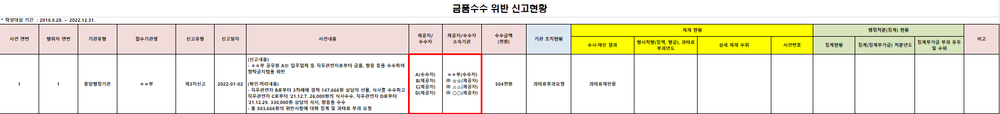 금품수수 위반 신고현황
* 작성대상 기간 : 2016.9.28. ~ 2022.12.31.
사건 연번
행위자 연번
기관유형
접수기관명
신고유형
신고일자
사건내용
제공자/
수수자
제공자/수수자
소속기관
수수금액
(천원)
기관 조치현황
제재 현황
수사·재판 결과
형사처벌(징역, 벌금), 과태료
부과년도
상세 제재 수위
사건번호
행정처분(징계) 현황
징계현황
징계(징계부가금) 처분년도
징계부가금 부과 유무
및 수위
비고
1
1
중앙행정기관
ㅇㅇ부
제3자신고
2022-01-02
(신고내용)
- ㅇㅇ부 공무원 A는 입주업체 등 직무관련자로부터 금품, 향응 등을 수수하여
청탁금지법을 위반
(확인·처리내용)
- 직무관련자 B로부터 3차례에 걸쳐 147,666원 상당의 선물, 식사를 수수하고
직무관련자 C로부터 '21.12.7. 26,000원의 식사수수, 직무관련자 D로부터
'21.12.29. 330,000원 상당의 식사, 향응을 수수
- 총 503,666원의 위반사항에 대해 징계 및 과태료 부과 요청
A(수수자)
B(제공자)
C(제공자)
D(제공자)
ㅇㅇ부(수수자)
㈜ ☆☆(제공자)
㈜ △△(제공자)
㈜ ○○(제공자)
504천원
과태료부과요청
과태료재판중